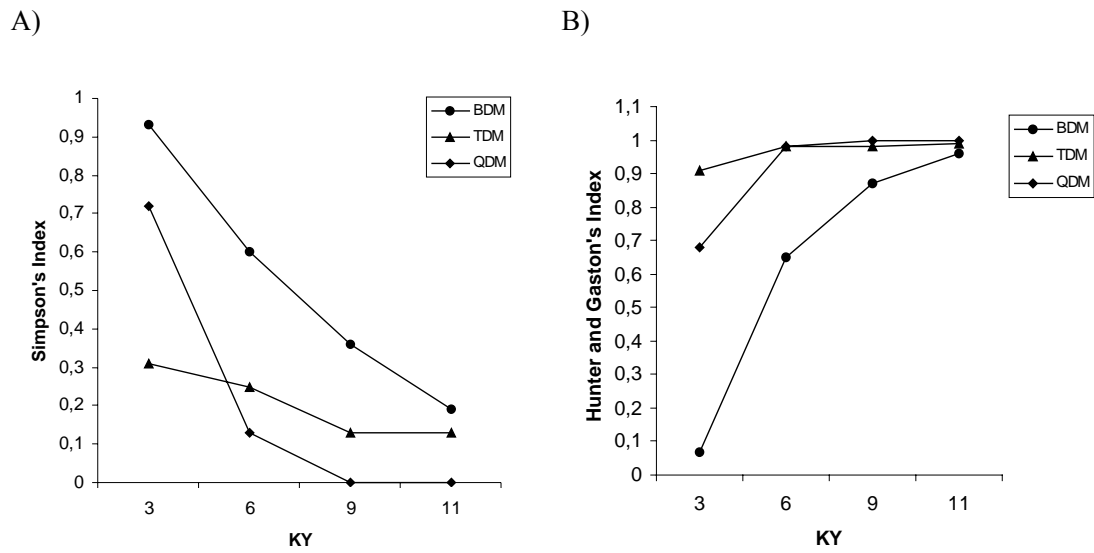 A)
1
0,9
0,8
0,7
0,6
0,5
0,4
0,3
0,2
0,1
0
Simpson's Index
3 6 9 11
KY
BDM
TDM
QDM
B)
1,1
1
0,9
0,8
0,7
0,6
0,5
0,4
0,3
0,2
0,1
0
Hunter and Gaston's Index
3 6 9 11
KY
BDM
TDM
QDM